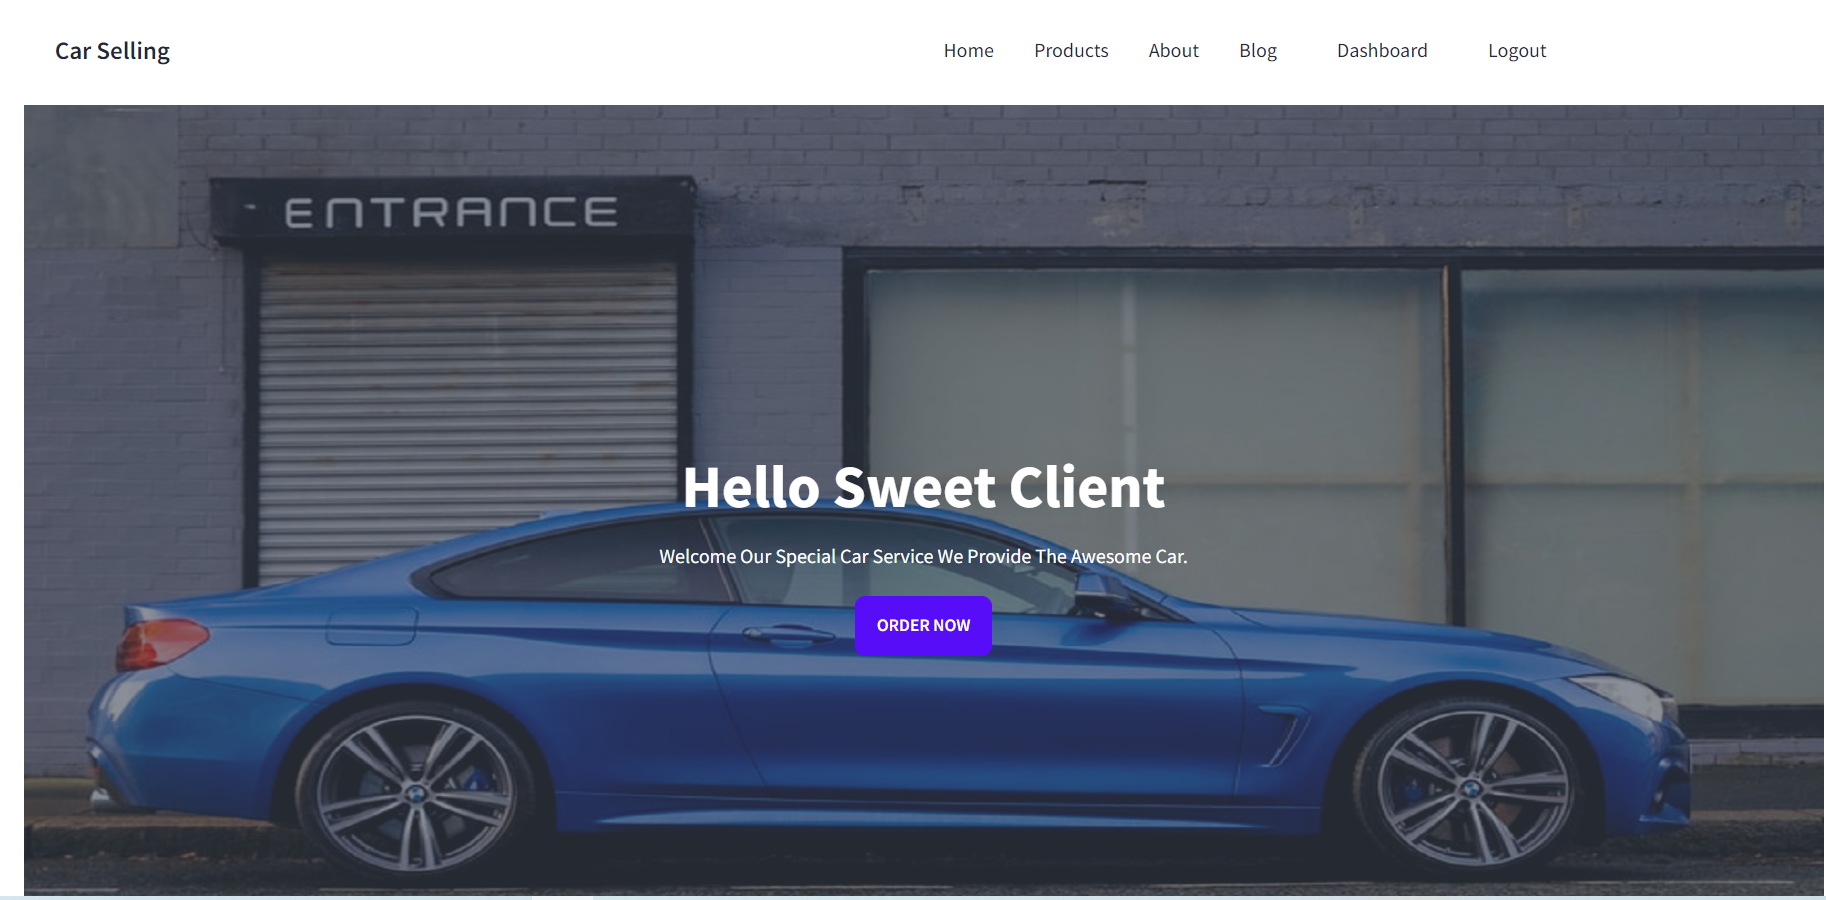 Car Selling
Home Products About Blog Dashboard Logout
ENTRANCE
Hello Sweet Client
Welcome Our Special Car Service We Provide The Awesome Car.
ORDER NOW